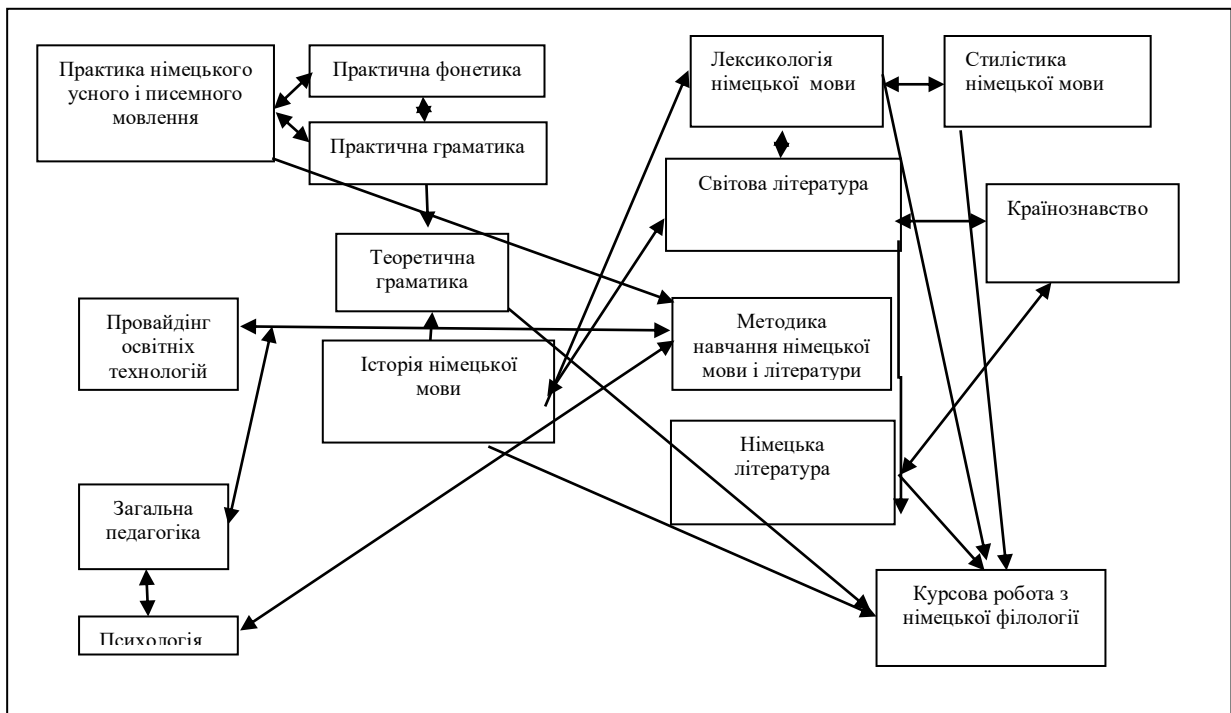 Практика німецького
усного і писемного
мовлення
Практична фонетика
Практична граматика
Лексикологія
німецької мови
Стилістика
німецької мови
Світова література
Країнознавство
Теоретична
граматика
Провайдінг
освітніх
технологій
Історія німецької
мови
Методика
навчання німецької
мови і літератури
Німецька
література
Загальна
педагогіка
Психологія
Курсова робота з
німецької філології